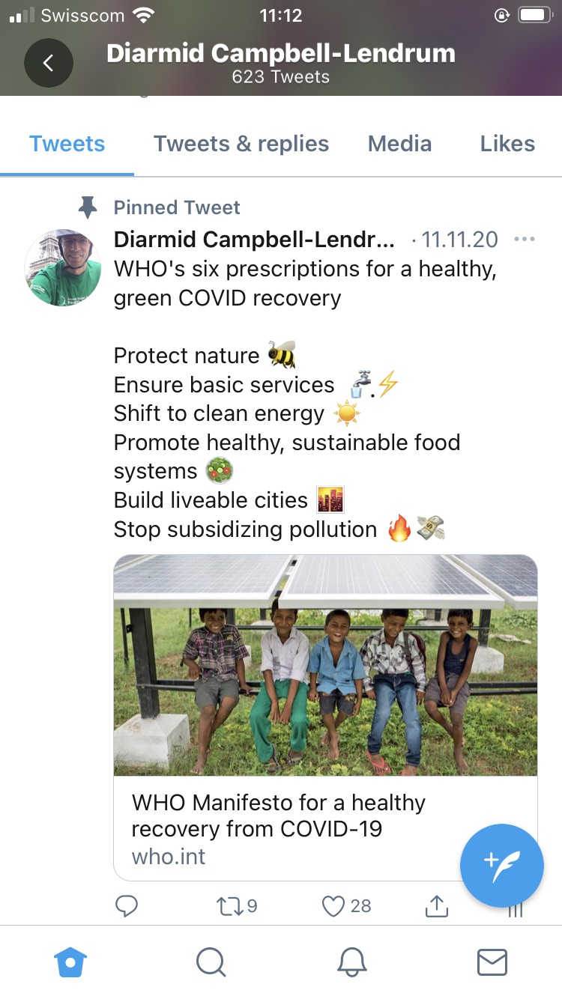 Swisscom 11:12
Diarmid Campbell-Lendrum
623 Tweets
Tweets Tweets & replies Media Likes
Pinned Tweet
Diarmid Campbell-Lendr... · 11.11.20
WHO's six prescriptions for a healthy,
green COVID recovery
Protect nature 🐝
Ensure basic services 🚰.⚡
Shift to clean energy ☀️
Promote healthy, sustainable food
systems 🥗
Build liveable cities 🌇
Stop subsidizing pollution 🔥💸
WHO Manifesto for a healthy
recovery from COVID-19
who.int
9 28